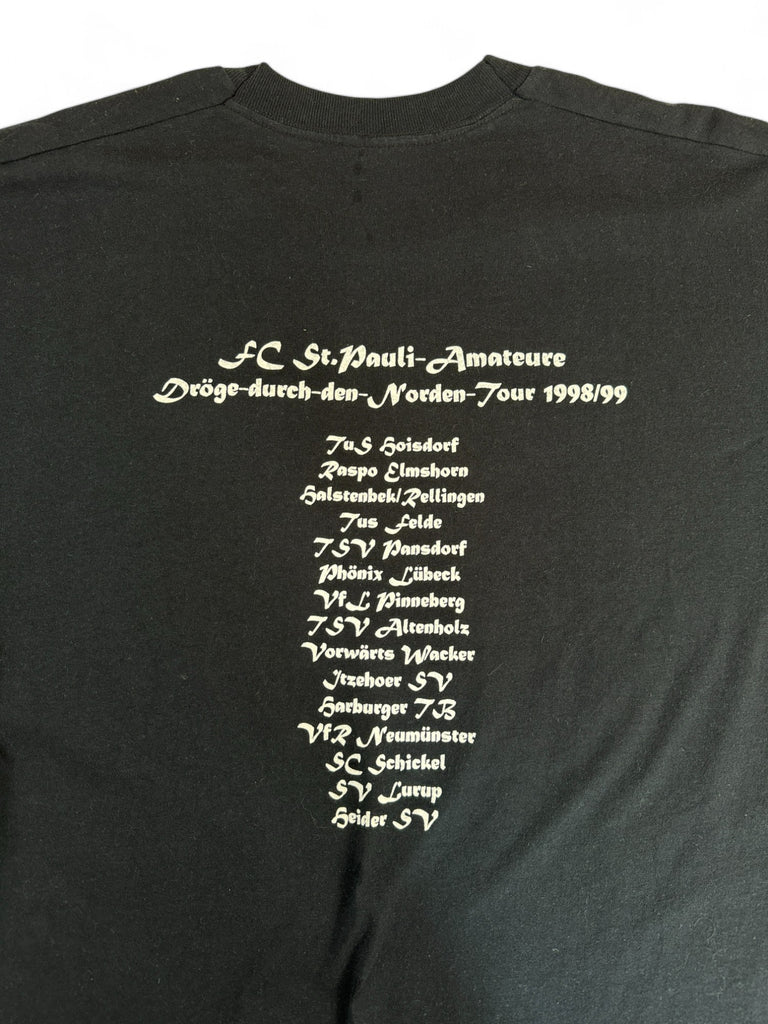 FC St.Pauli-Amateure
Dröge-durch-den-Norden-Tour 1998/99
TuS Hoisdorf
Raspo Elmshorn
Halstenbek/Rellingen
Tus Felde
TSV Pansdorf
Phönix Lübeck
VfL Pinneberg
TSV Altenholz
Vorwärts Wacker
Itzehoer SV
Harburger TB
VfR Neumünster
SC Schickel
SV Lurup
Heider SV